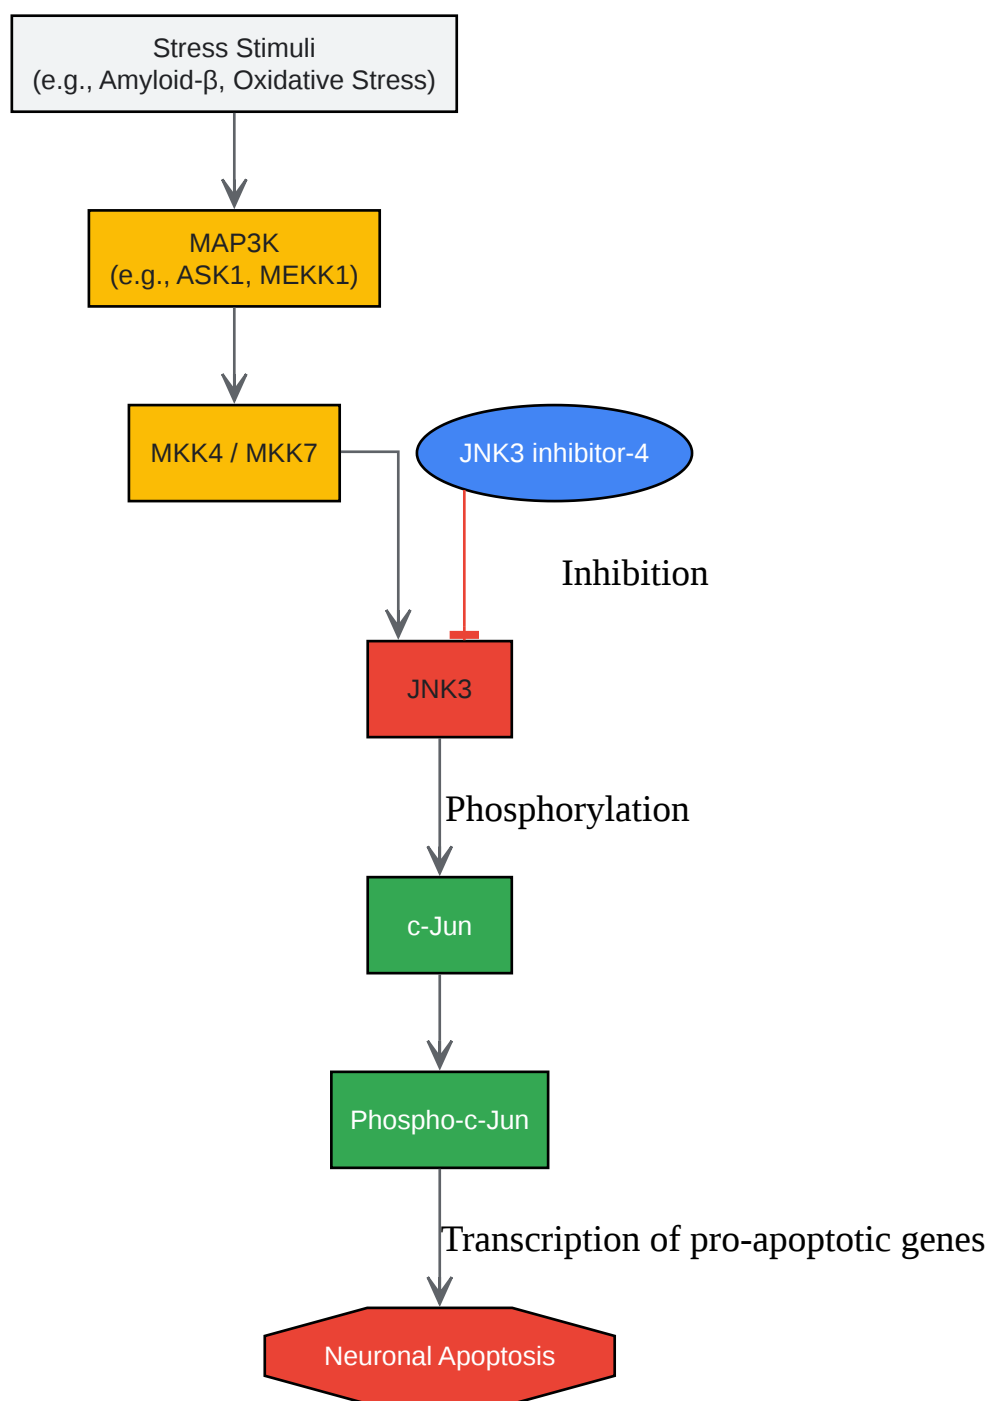 Stress Stimuli
(e.g., Amyloid-β, Oxidative Stress)
MAP3K
(e.g., ASK1, MEKK1)
MKK4 / MKK7
JNK3 inhibitor-4
Inhibition
JNK3
Phosphorylation
c-Jun
Phospho-c-Jun
Transcription of pro-apoptotic genes
Neuronal Apoptosis